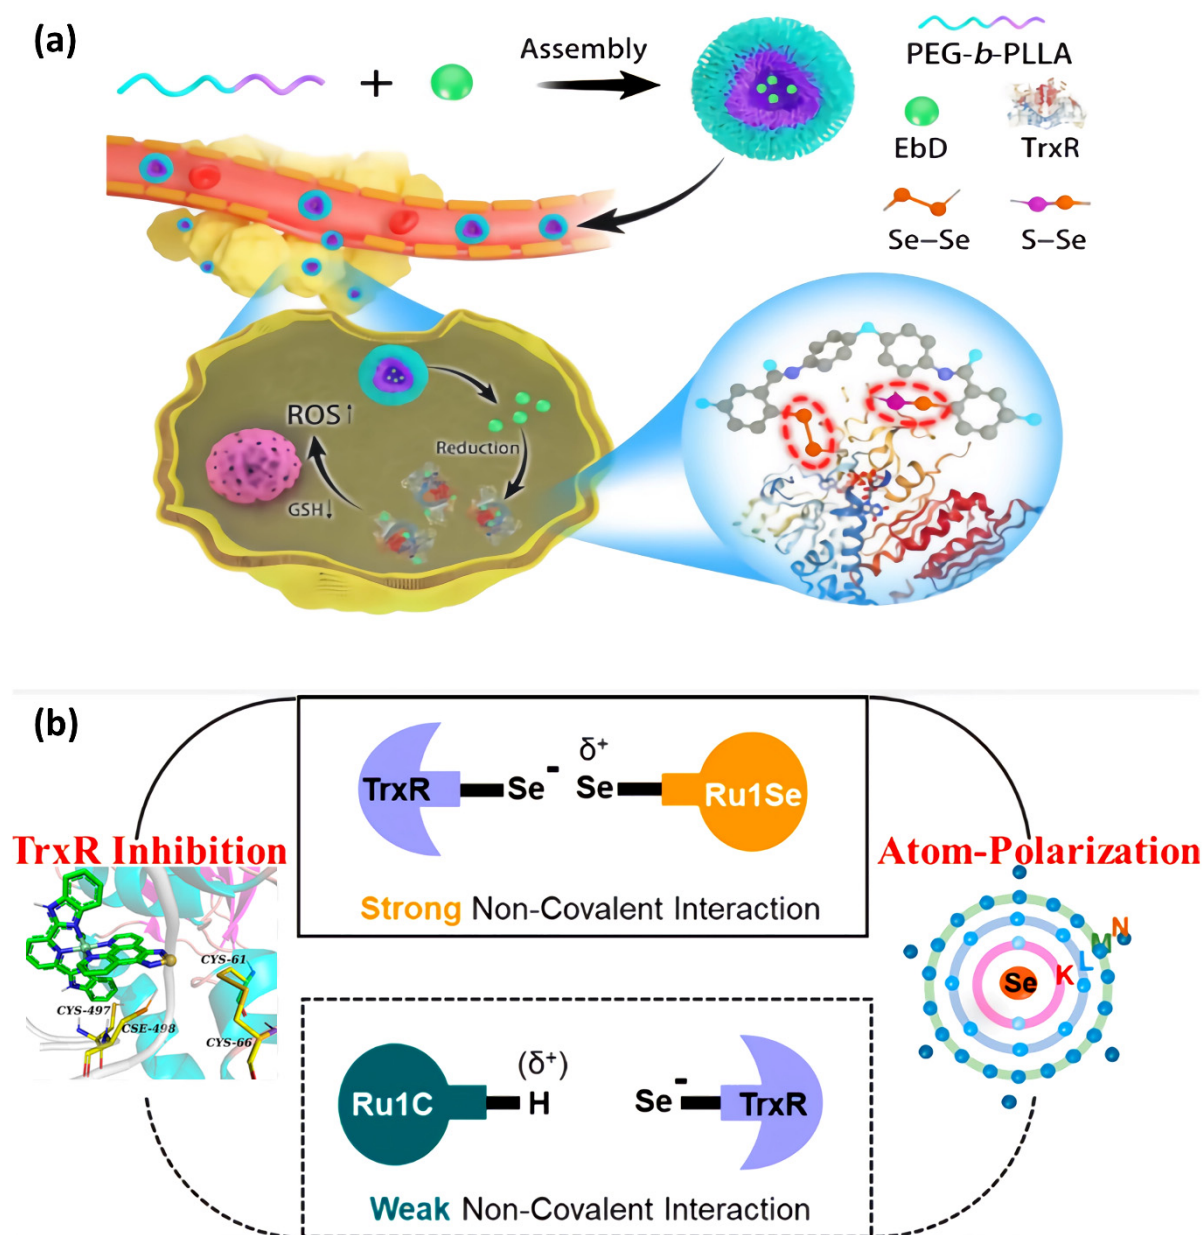 (a)
Assembly
+
PEG-b-PLLA
EbD
TrxR
Se–Se
S–Se
ROS↑
Reduction
GSH↓
(b)
δ⁺
TrxR
Se⁻
Se
Ru1Se
Strong Non-Covalent Interaction
TrxR Inhibition
Atom-Polarization
CYS-61
CYS-497
CSE-498
CYS-66
Se
K
L
M
N
(δ⁺)
Ru1C
H
Se⁻
TrxR
Weak Non-Covalent Interaction